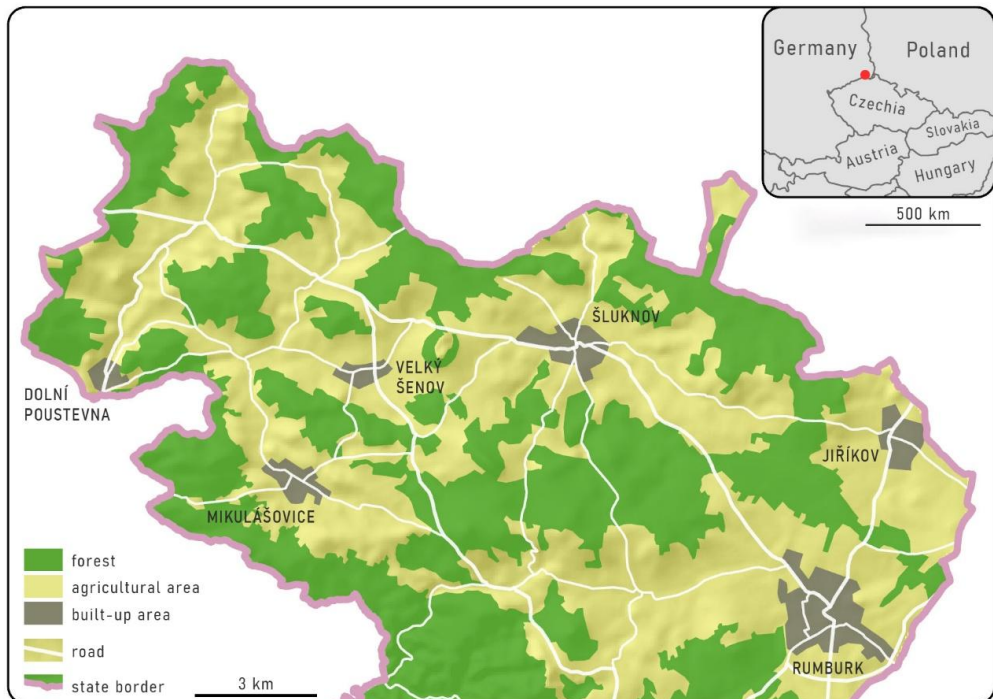 Germany
Poland
Czechia
Slovakia
Austria
Hungary
500 km
ŠLUKNOV
VELKÝ
ŠENOV
DOLNÍ
POUSTEVNA
JIŘÍKOV
MIKULÁŠOVICE
forest
agricultural area
built-up area
road
state border
3 km
RUMBURK